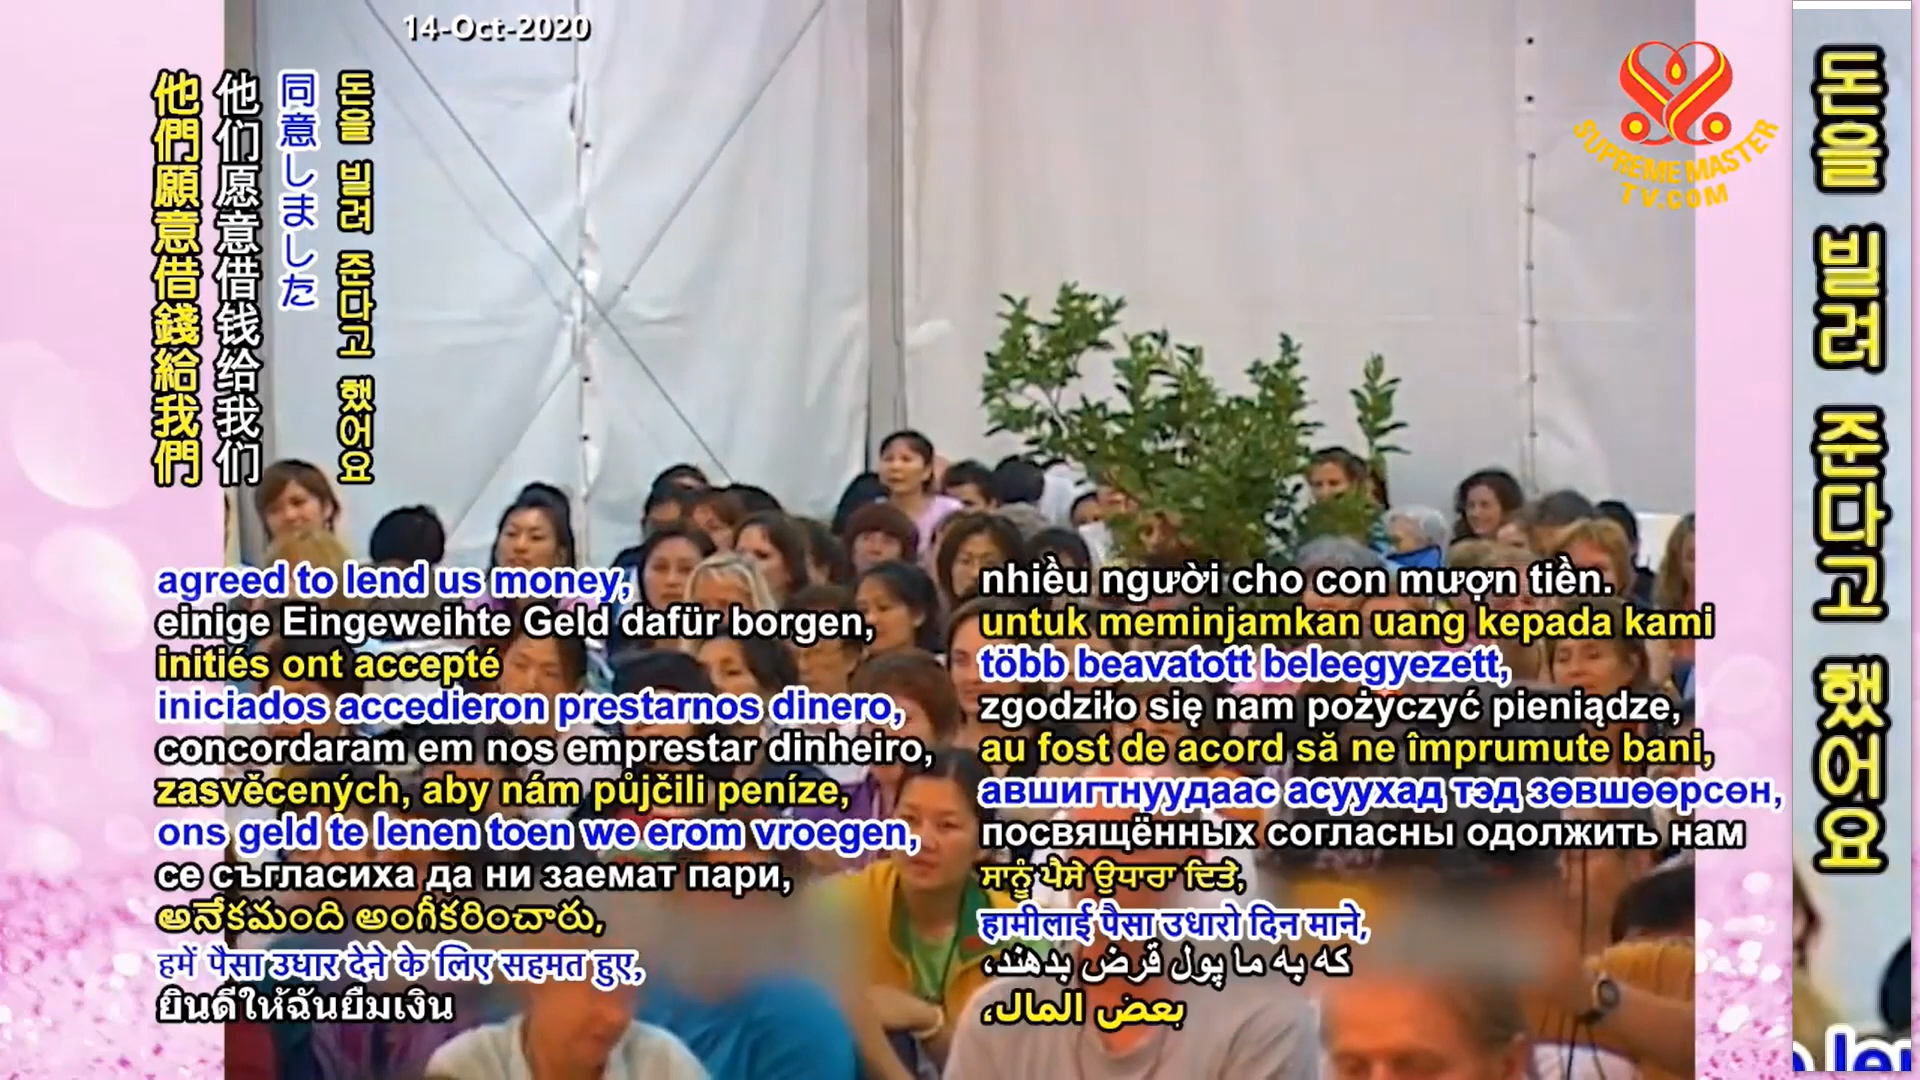 14-Oct-2020
SUPREME MASTER
TV.COM
他們願意借錢給我們
他们愿意借钱给我们
同意しました
돈을 빌려 준다고 했어요
agreed to lend us money,
einige Eingeweihte Geld dafür borgen,
initiés ont accepté
iniciados accedieron prestarnos dinero,
concordaram em nos emprestar dinheiro,
zasvěcených, aby nám půjčili peníze,
ons geld te lenen toen we erom vroegen,
се съгласиха да ни заемат пари,
అనేకమంది అంగీకరించారు,
हमें पैसा उधार देने के लिए सहमत हुए,
ยินดีให้ฉันยืมเงิน
nhiều người cho con mượn tiền.
untuk meminjamkan uang kepada kami
több beavatott beleegyezett,
zgodziło się nam pożyczyć pieniądze,
au fost de acord să ne împrumute bani,
авшигтнуудаас асуухад тэд зөвшөөрсөн,
посвящённых согласны одолжить нам
ਸਾਨੂੰ ਪੈਸੇ ਉਧਾਰਾ ਦਿਤੇ,
हामीलाई पैसा उधारो दिन माने,
که به ما پول قرض بدهند،
بعض المال،
돈을 빌려 준다고 했어요